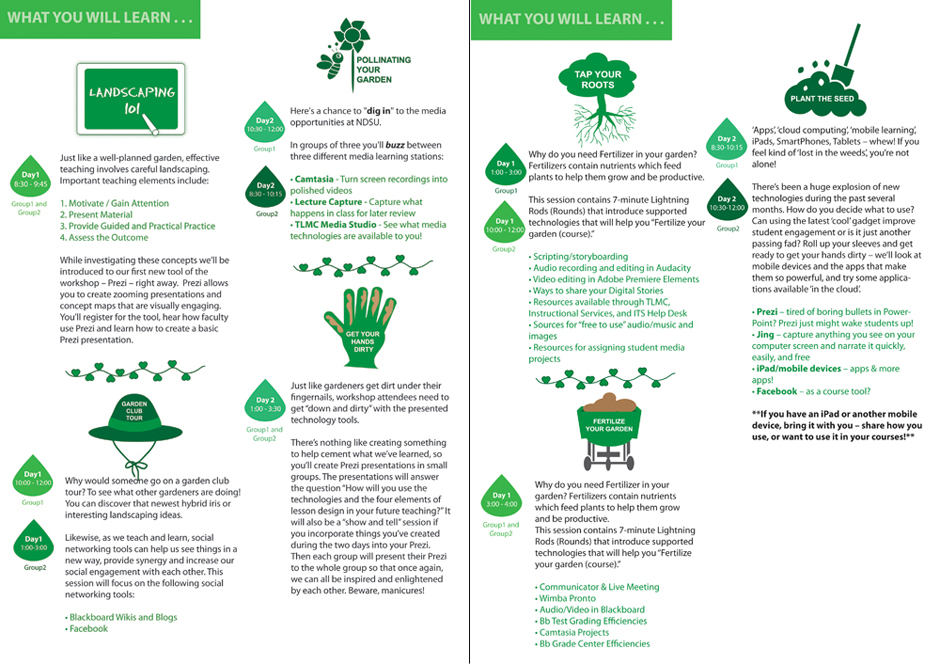 WHAT YOU WILL LEARN . . .
LANDSCAPING
101
Day1
8:30 - 9:45
Group1 and
Group2
Just like a well-planned garden, effective
teaching involves careful landscaping.
Important teaching elements include:
1. Motivate / Gain Attention
2. Present Material
3. Provide Guided and Practical Practice
4. Assess the Outcome
While investigating these concepts we'll be
introduced to our first new tool of the
workshop – Prezi – right away.  Prezi allows
you to create zooming presentations and
concept maps that are visually engaging.
You'll register for the tool, hear how faculty
use Prezi and learn how to create a basic
Prezi presentation.
GARDEN
CLUB
TOUR
Day1
10:00 - 12:00
Group1
Day1
1:00-3:00
Group2
Why would someone go on a garden club
tour? To see what other gardeners are doing!
You can discover that newest hybrid iris or
interesting landscaping ideas.
Likewise, as we teach and learn, social
networking tools can help us see things in a
new way, provide synergy and increase our
social engagement with each other. This
session will focus on the following social
networking tools:
• Blackboard Wikis and Blogs
• Facebook
POLLINATING
YOUR
GARDEN
Day2
10:30 - 12:00
Group1
Day2
8:30 - 10:15
Group2
Here's a chance to "dig in" to the media
opportunities at NDSU.
In groups of three you'll buzz between
three different media learning stations:
• Camtasia - Turn screen recordings into
polished videos
• Lecture Capture - Capture what
happens in class for later review
• TLMC Media Studio - See what media
technologies are available to you!
GET YOUR
HANDS
DIRTY
Day 2
1:00 - 3:30
Group1 and
Group2
Just like gardeners get dirt under their
fingernails, workshop attendees need to
get "down and dirty" with the presented
technology tools.
There's nothing like creating something
to help cement what we've learned, so
you'll create Prezi presentations in small
groups. The presentations will answer
the question "How will you use the
technologies and the four elements of
lesson design in your future teaching?" It
will also be a "show and tell" session if
you incorporate things you've created
during the two days into your Prezi.
Then each group will present their Prezi
to the whole group so that once again,
we can all be inspired and enlightened
by each other. Beware, manicures!
WHAT YOU WILL LEARN . . .
TAP YOUR
ROOTS
Day 1
1:00 - 3:00
Group1
Day 1
10:00 - 12:00
Group2
Why do you need Fertilizer in your garden?
Fertilizers contain nutrients which feed
plants to help them grow and be productive.
This session contains 7-minute Lightning
Rods (Rounds) that introduce supported
technologies that will help you "Fertilize your
garden (course)."
• Scripting/storyboarding
• Audio recording and editing in Audacity
• Video editing in Adobe Premiere Elements
• Ways to share your Digital Stories
• Resources available through TLMC,
Instructional Services, and ITS Help Desk
• Sources for "free to use" audio/music and
images
• Resources for assigning student media
projects
FERTILIZE
YOUR GARDEN
Day 1
3:00 - 4:00
Group1 and
Group2
Why do you need Fertilizer in your
garden? Fertilizers contain nutrients
which feed plants to help them grow
and be productive.
This session contains 7-minute Lightning
Rods (Rounds) that introduce supported
technologies that will help you "Fertilize
your garden (course)."
• Communicator & Live Meeting
• Wimba Pronto
• Audio/Video in Blackboard
• Bb Test Grading Efficiencies
• Camtasia Projects
• Bb Grade Center Efficiencies
PLANT THE SEED
Day 2
8:30-10:15
Group1
Day 2
10:30-12:00
Group2
'Apps', 'cloud computing', 'mobile learning',
iPads, SmartPhones, Tablets – whew! If you
feel kind of 'lost in the weeds', you're not
alone!
There's been a huge explosion of new
technologies during the past several
months. How do you decide what to use?
Can using the latest 'cool' gadget improve
student engagement or is it just another
passing fad? Roll up your sleeves and get
ready to get your hands dirty – we'll look at
mobile devices and the apps that make
them so powerful, and try some applica-
tions available 'in the cloud'.
• Prezi – tired of boring bullets in Power-
Point? Prezi just might wake students up!
• Jing – capture anything you see on your
computer screen and narrate it quickly,
easily, and free
• iPad/mobile devices – apps & more
apps!
• Facebook – as a course tool?
**If you have an iPad or another mobile
device, bring it with you – share how you
use, or want to use it in your courses!**